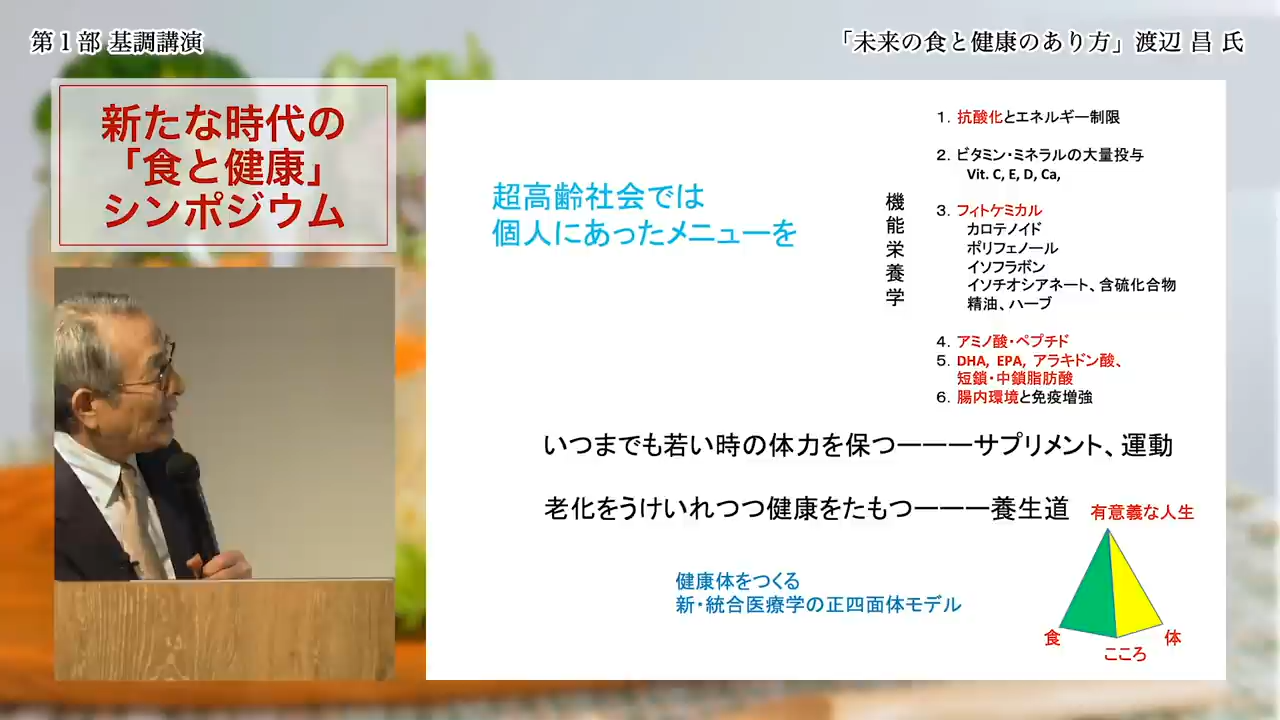 第1部 基調講演
「未来の食と健康のあり方」渡辺 昌 氏
新たな時代の
「食と健康」
シンポジウム
超高齢社会では
個人にあったメニューを
機能栄養学
1. 抗酸化とエネルギー制限
2. ビタミン・ミネラルの大量投与
Vit. C, E, D, Ca,
3. フィトケミカル
カロテノイド
ポリフェノール
イソフラボン
イソチオシアネート、含硫化合物
精油、ハーブ
4. アミノ酸・ペプチド
5. DHA, EPA, アラキドン酸、
短鎖・中鎖脂肪酸
6. 腸内環境と免疫増強
いつまでも若い時の体力を保つーーーサプリメント、運動
老化をうけいれつつ健康をたもつーーー養生道
有意義な人生
健康体をつくる
新・統合医療学の正四面体モデル
食
体
こころ